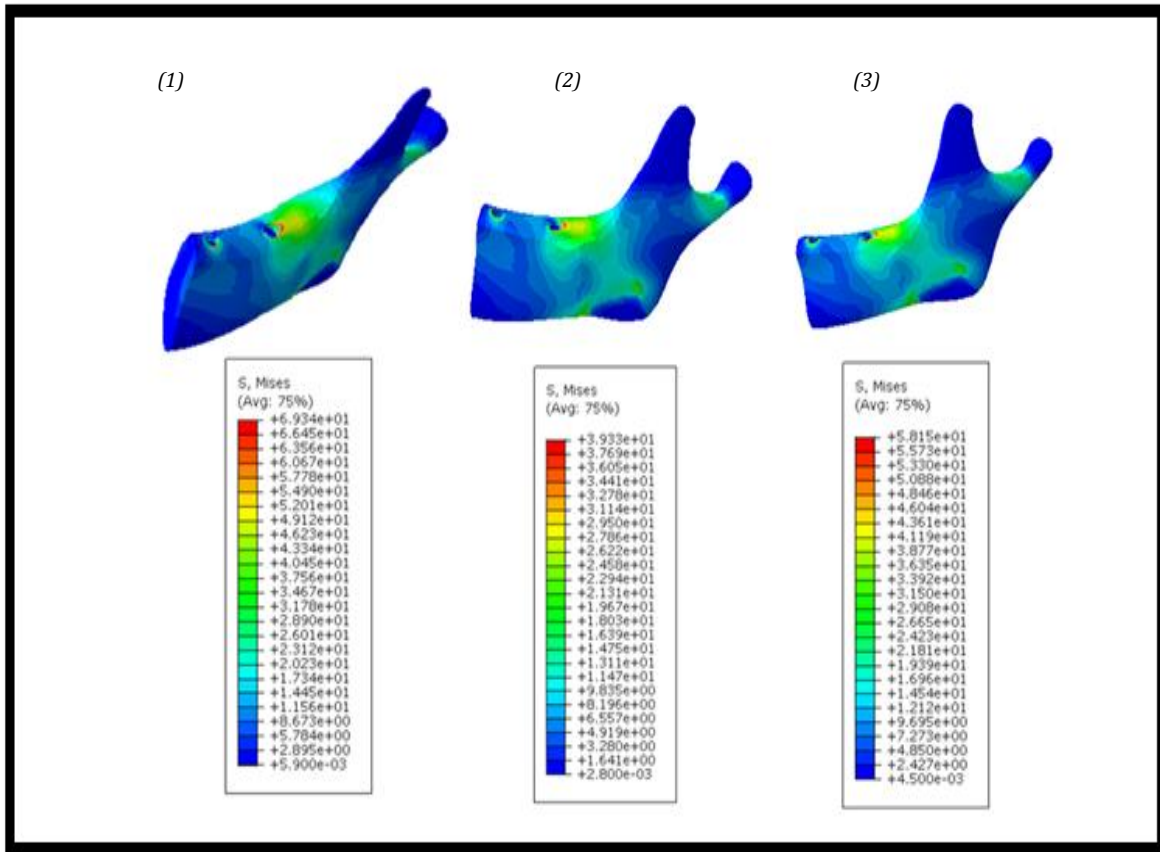 (1)
(2)
(3)
S, Mises
(Avg: 75%)
+6.934e+01
+6.645e+01
+6.356e+01
+6.067e+01
+5.778e+01
+5.490e+01
+5.201e+01
+4.912e+01
+4.623e+01
+4.334e+01
+4.045e+01
+3.756e+01
+3.467e+01
+3.178e+01
+2.890e+01
+2.601e+01
+2.312e+01
+2.023e+01
+1.734e+01
+1.445e+01
+1.156e+01
+8.673e+00
+5.784e+00
+2.895e+00
+5.900e-03
S, Mises
(Avg: 75%)
+3.933e+01
+3.769e+01
+3.605e+01
+3.441e+01
+3.278e+01
+3.114e+01
+2.950e+01
+2.786e+01
+2.622e+01
+2.458e+01
+2.294e+01
+2.131e+01
+1.967e+01
+1.803e+01
+1.639e+01
+1.475e+01
+1.311e+01
+1.147e+01
+9.835e+00
+8.196e+00
+6.557e+00
+4.919e+00
+3.280e+00
+1.641e+00
+2.800e-03
S, Mises
(Avg: 75%)
+5.815e+01
+5.573e+01
+5.330e+01
+5.088e+01
+4.846e+01
+4.604e+01
+4.361e+01
+4.119e+01
+3.877e+01
+3.635e+01
+3.392e+01
+3.150e+01
+2.908e+01
+2.665e+01
+2.423e+01
+2.181e+01
+1.939e+01
+1.696e+01
+1.454e+01
+1.212e+01
+9.695e+00
+7.273e+00
+4.850e+00
+2.427e+00
+4.500e-03